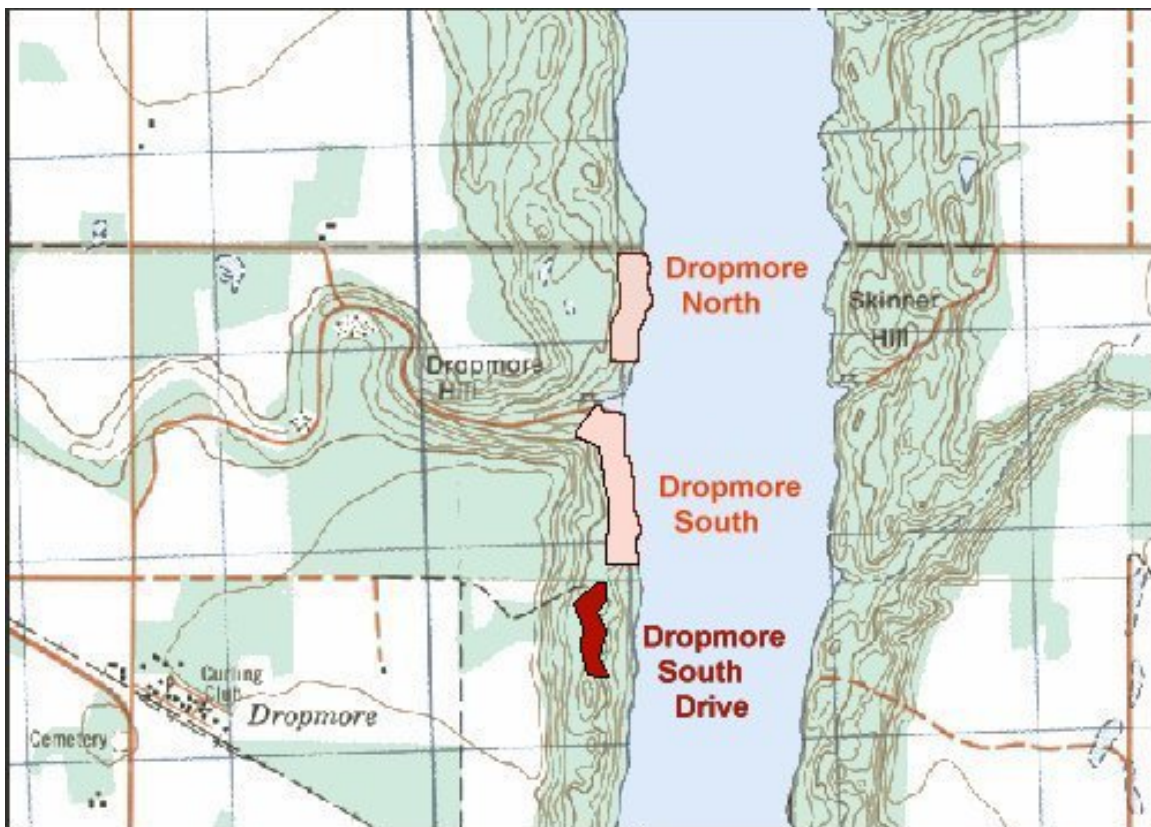 Dropmore
North
Skinner
Hill
Dropmore
Hill
Dropmore
South
Dropmore
South
Drive
Curling
Club
Dropmore
Cemetery